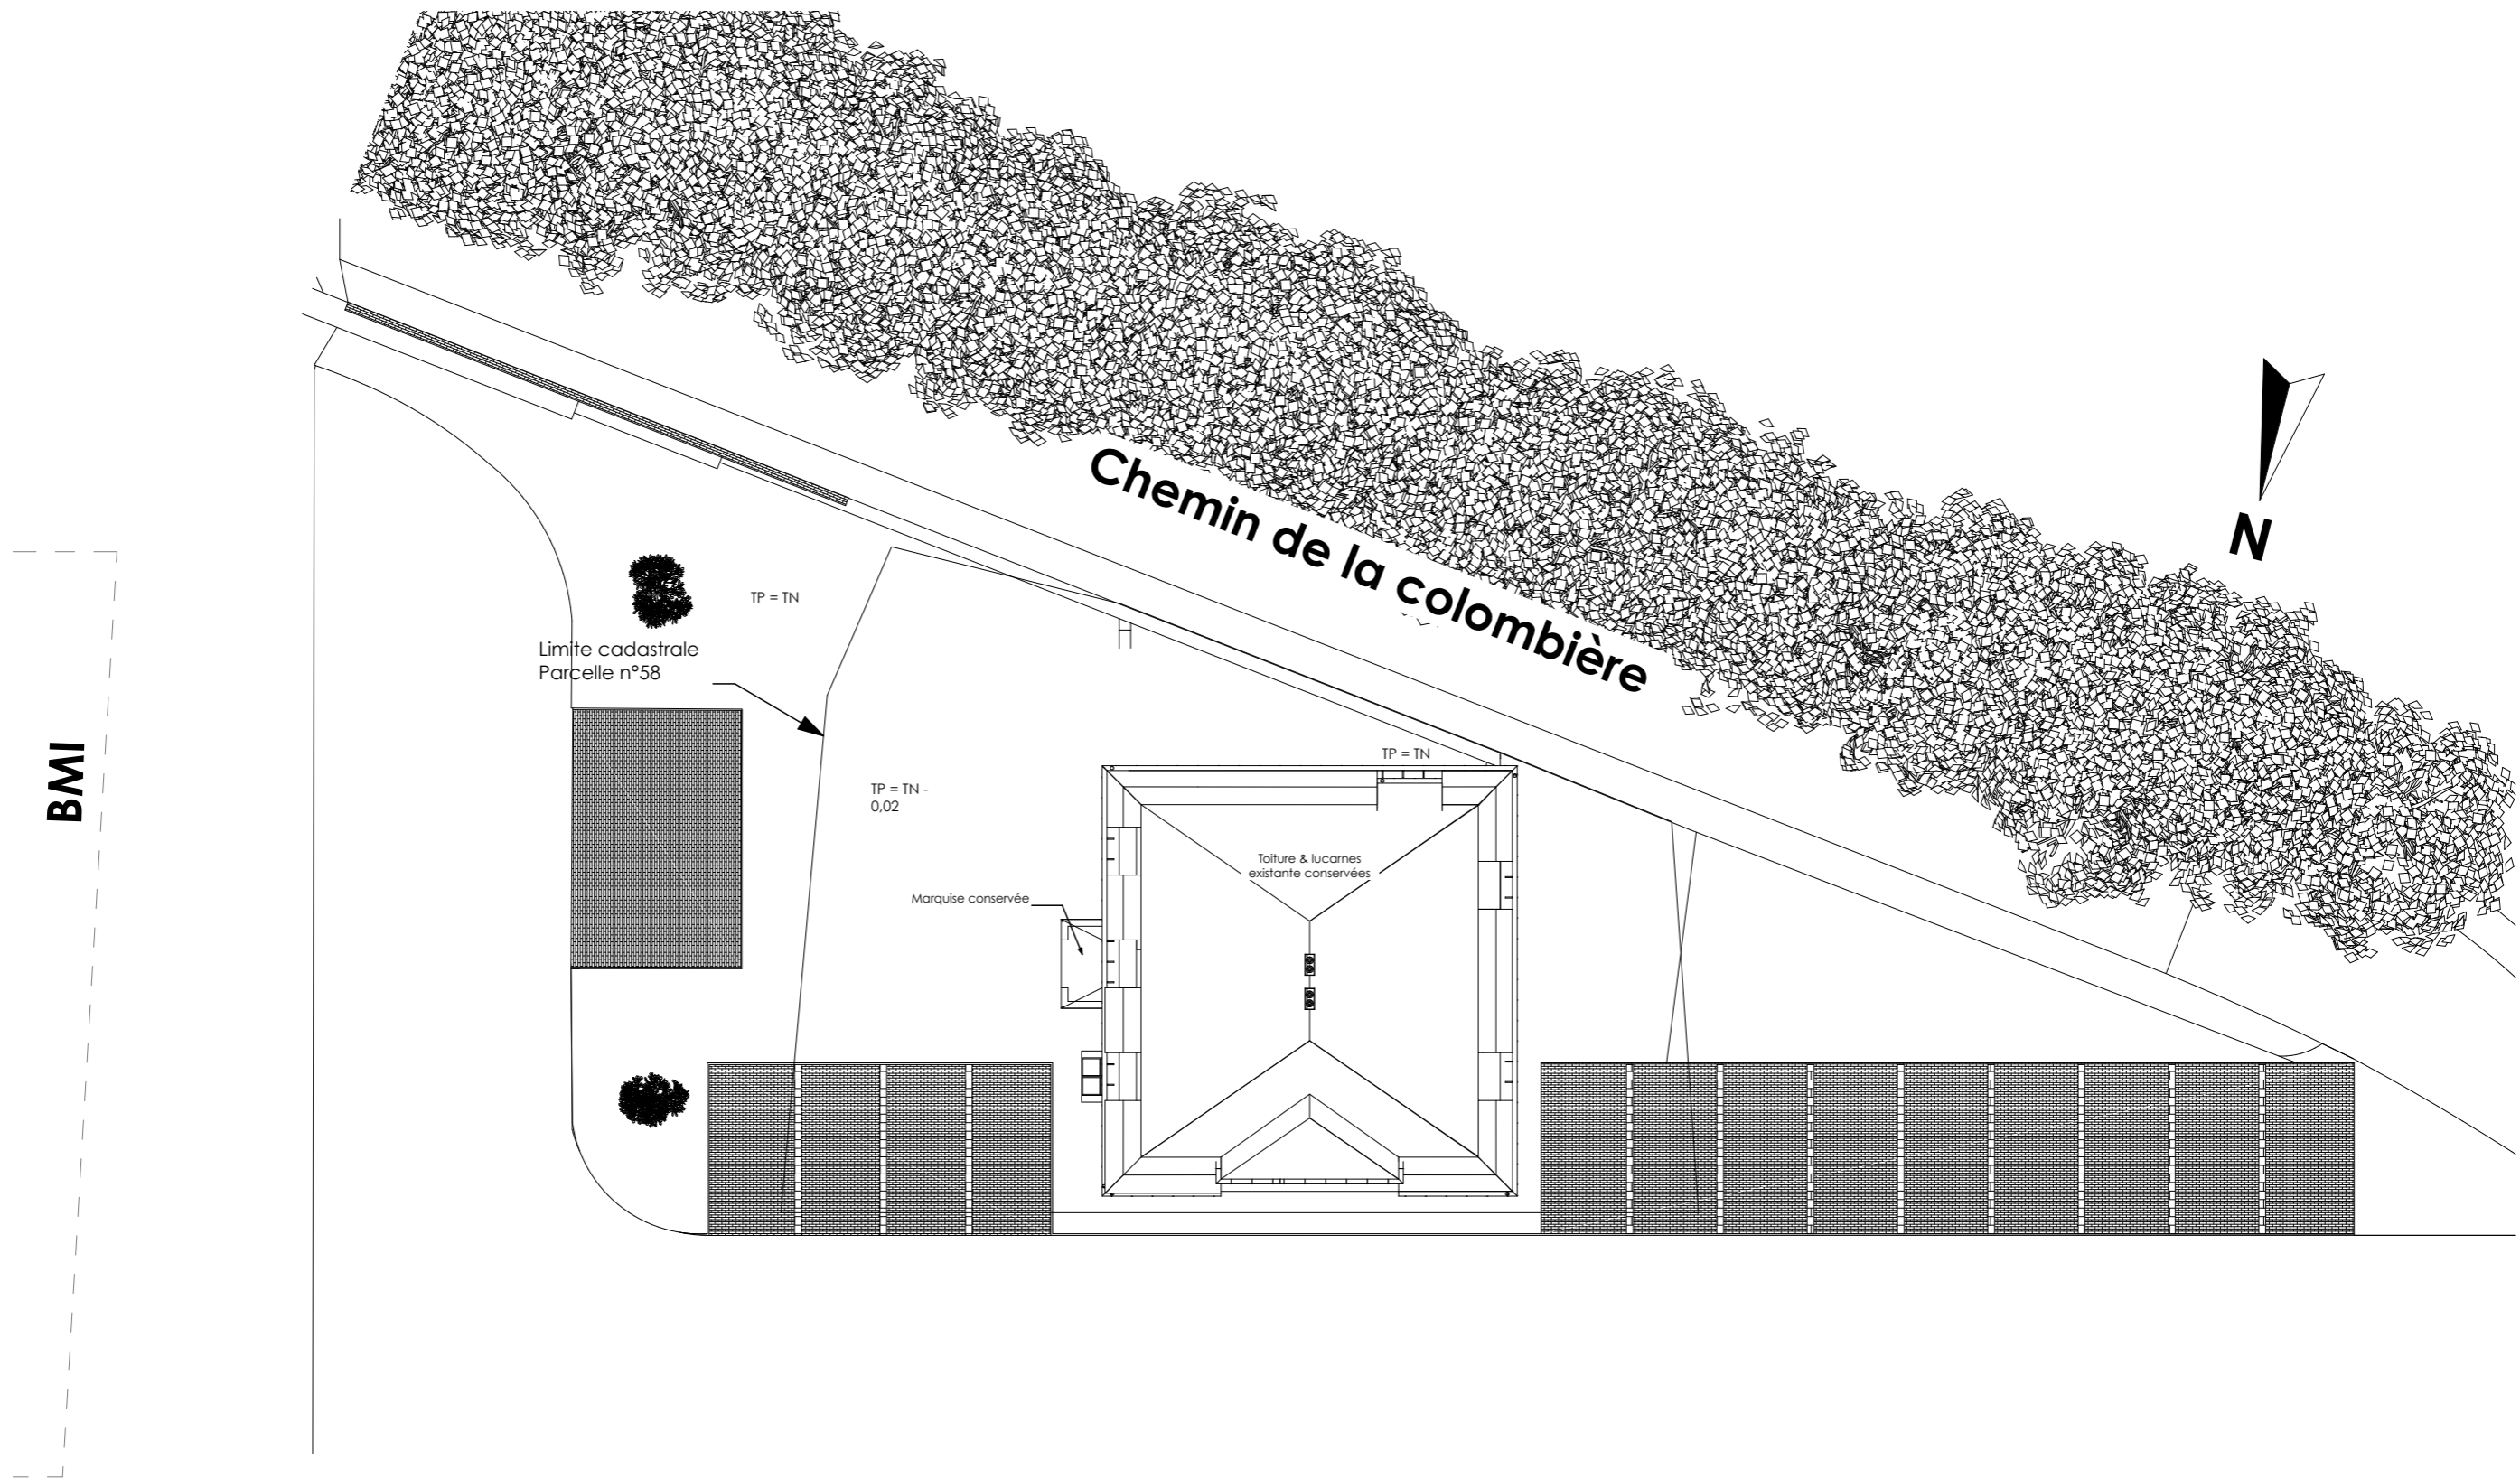 Chemin de la colombière
N
TP = TN
Limite cadastrale
Parcelle n°58
BMI
TP = TN
TP = TN -
0,02
Toiture & lucarnes
existante conservées
Marquise conservée